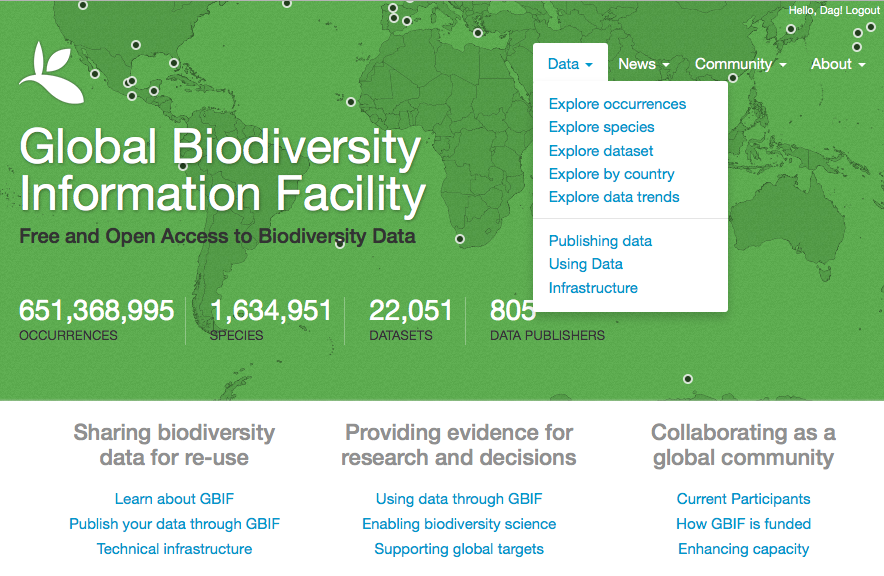 Hello, Dag! Logout
Data News Community About
Explore occurrences
Explore species
Explore dataset
Explore by country
Explore data trends
Publishing data
Using Data
Infrastructure
Global Biodiversity
Information Facility
Free and Open Access to Biodiversity Data
651,368,995 1,634,951 22,051 805
OCCURRENCES SPECIES DATASETS DATA PUBLISHERS
Sharing biodiversity
data for re-use
Learn about GBIF
Publish your data through GBIF
Technical infrastructure
Providing evidence for
research and decisions
Using data through GBIF
Enabling biodiversity science
Supporting global targets
Collaborating as a
global community
Current Participants
How GBIF is funded
Enhancing capacity